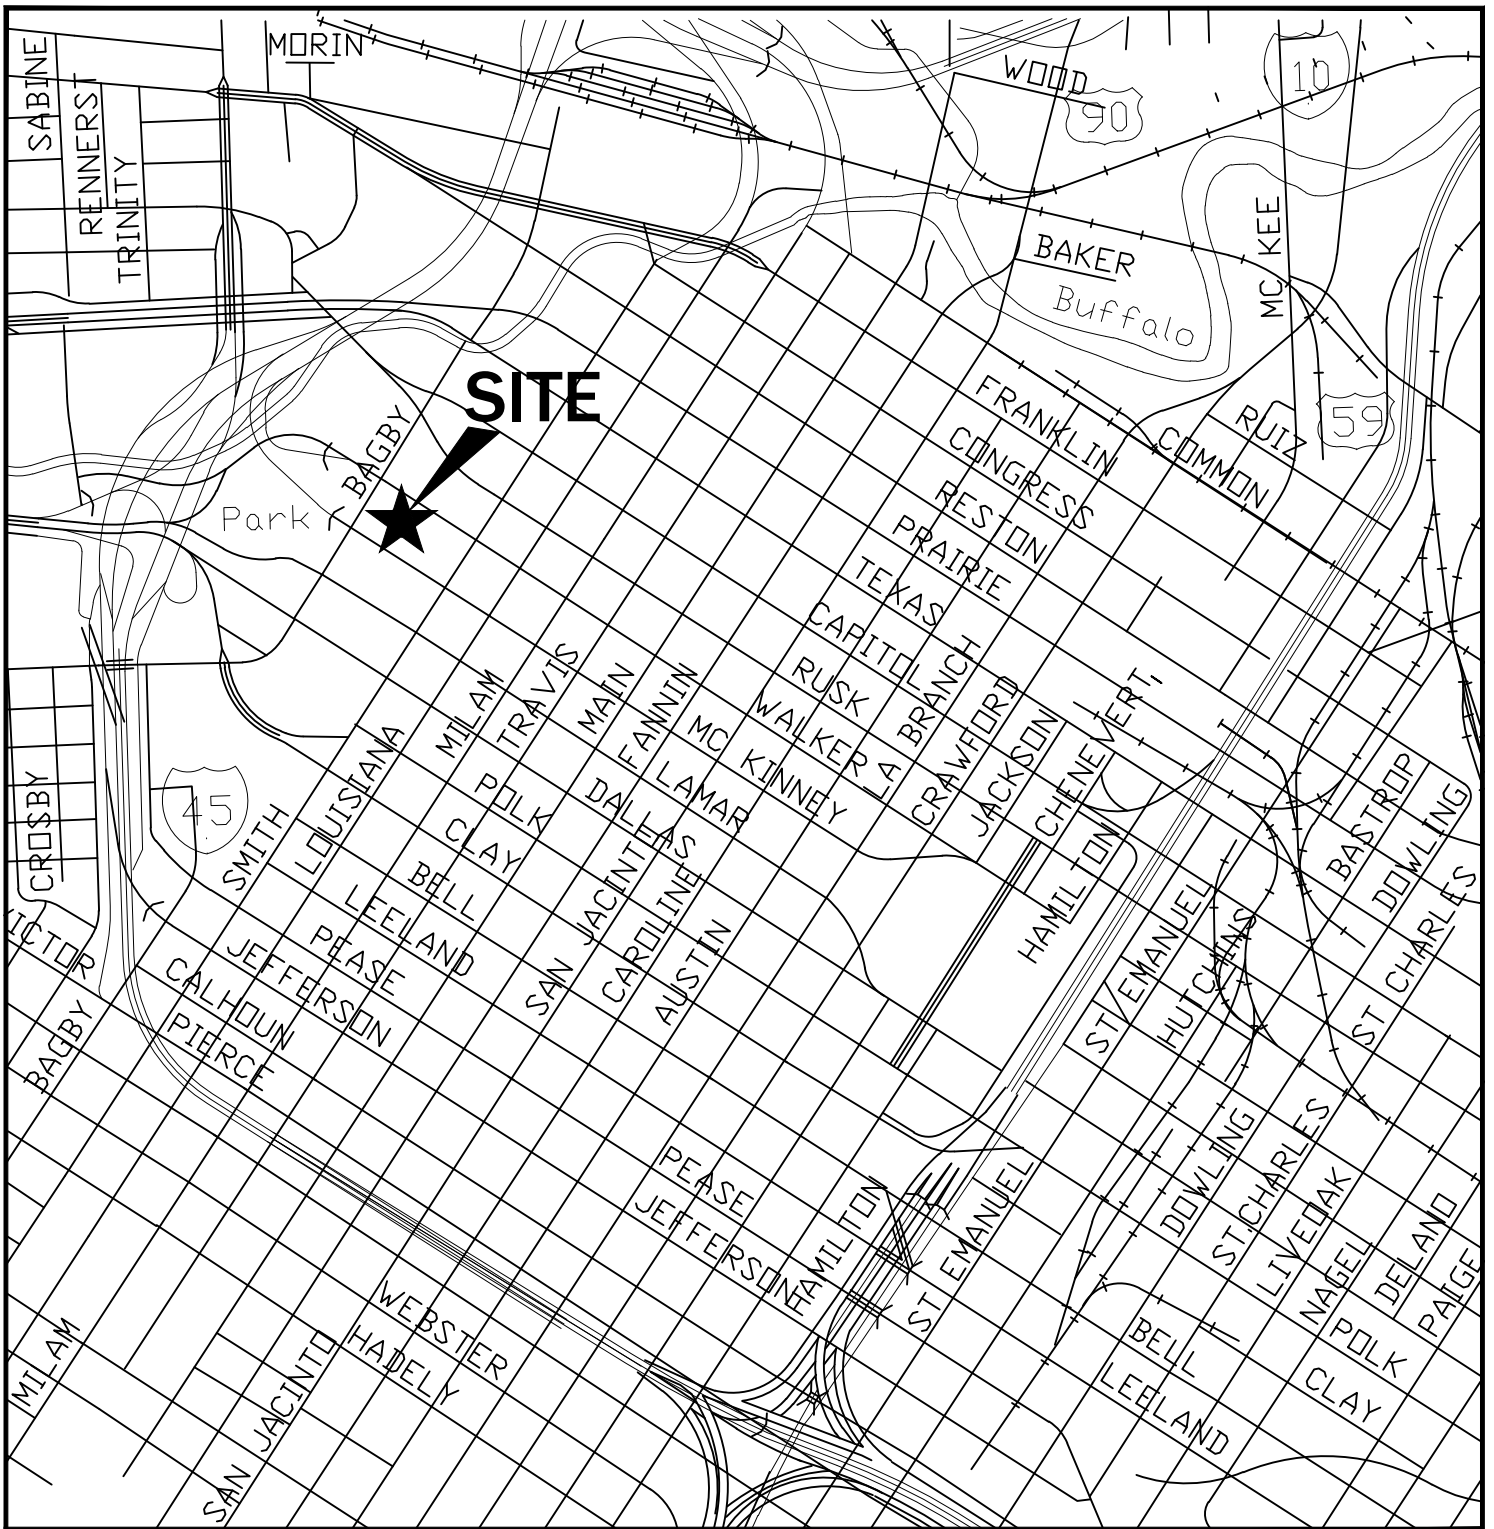 MORIN
SABINE
RENNERST
TRINITY
WOOD
10
90
BAKER
MC KEE
Buffalo
SITE
BAGBY
Park
FRANKLIN
RUIZ
59
COMMON
CONGRESS
RESTON
PRAIRIE
TEXAS
CAPITOL
RUSK
WALKER
MC KINNEY
LAMAR
DALLAS
POLK
CLAY
BELL
LEELAND
PEASE
JEFFERSON
CALHOUN
PIERCE
SMITH
LOUISIANA
MILAM
TRAVIS
MAIN
FANNIN
SAN JACINTO
CAROLINE
AUSTIN
LA BRANCH
CRAWFORD
JACKSON
CHENEVERT
HAMILTON
ST EMANUEL
HUTCHINS
BASTROP
DOWLING
ST CHARLES
CROSBY
45
BAGBY
PEASE
JEFFERSON
HAMILTON
ST EMANUEL
DOWLING
ST CHARLES
LIVEOAK
NAGEL
DELANO
PAIGE
POLK
CLAY
BELL
LEELAND
WEBSTER
HADELY
MILAM
SAN JACINTO